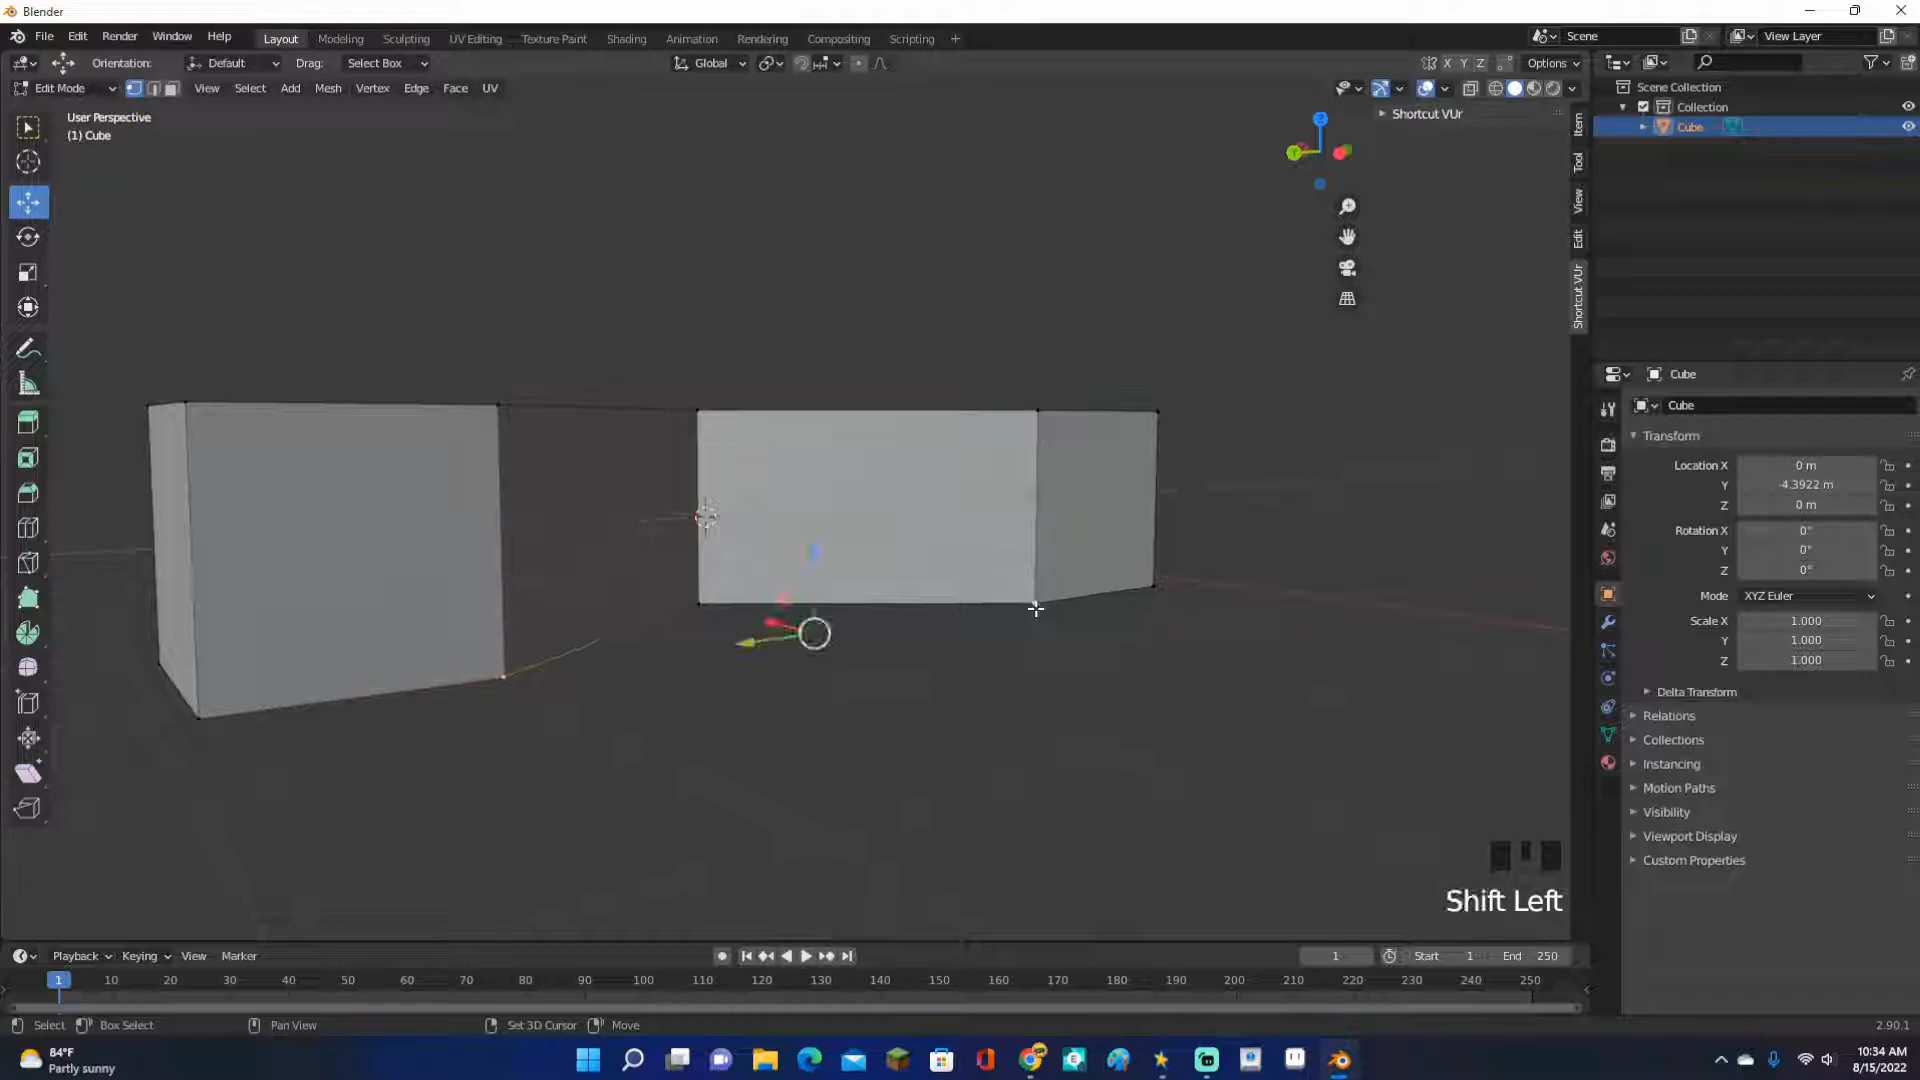 Blender
File Edit Render Window Help
Layout Modeling Sculpting UV Editing Texture Paint Shading Animation Rendering Compositing Scripting +
Scene
View Layer
Orientation: Default Drag: Select Box
Global
X Y Z
Options
Edit Mode View Select Add Mesh Vertex Edge Face UV
User Perspective
(1) Cube
Shortcut VUr
Z
Item
Tool
View
Edit
Shortcut VUr
Scene Collection
Collection
Cube
Cube
Cube
Transform
Location X 0 m
Y -4.3922 m
Z 0 m
Rotation X 0°
Y 0°
Z 0°
Mode XYZ Euler
Scale X 1.000
Y 1.000
Z 1.000
Delta Transform
Relations
Collections
Instancing
Motion Paths
Visibility
Viewport Display
Custom Properties
Shift Left
Playback Keying View Marker
1 Start 1 End 250
1 10 20 30 40 50 60 70 80 90 100 110 120 130 140 150 160 170 180 190 200 210 220 230 240 250
Select Box Select Pan View Set 3D Cursor Move
2.90.1
84°F
Partly sunny
10:34 AM
8/15/2022